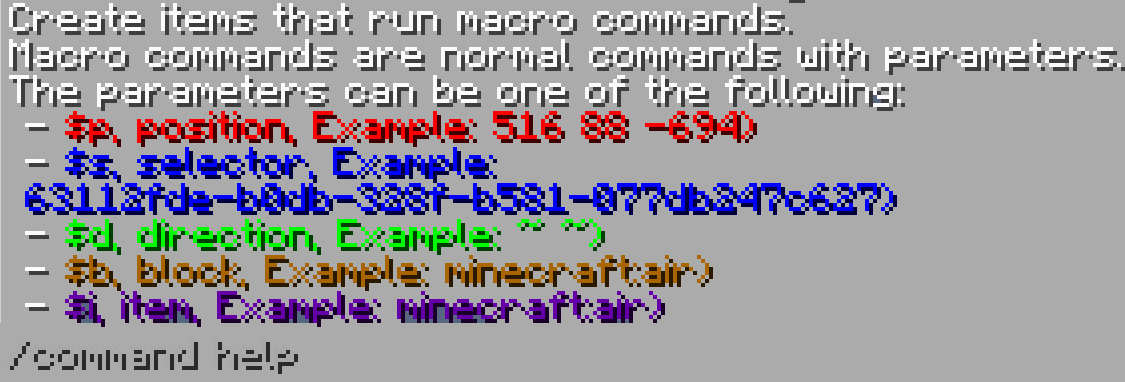 Create items that run macro commands.
Macro commands are normal commands with parameters.
The parameters can be one of the following:
- $p, position, Example: 516 88 -694)
- $s, selector, Example:
63112fde-b0db-328f-b581-077db347c627)
- $d, direction, Example: ~ ~)
- $b, block, Example: minecraft:air)
- $i, item, Example: minecraft:air)
/command help